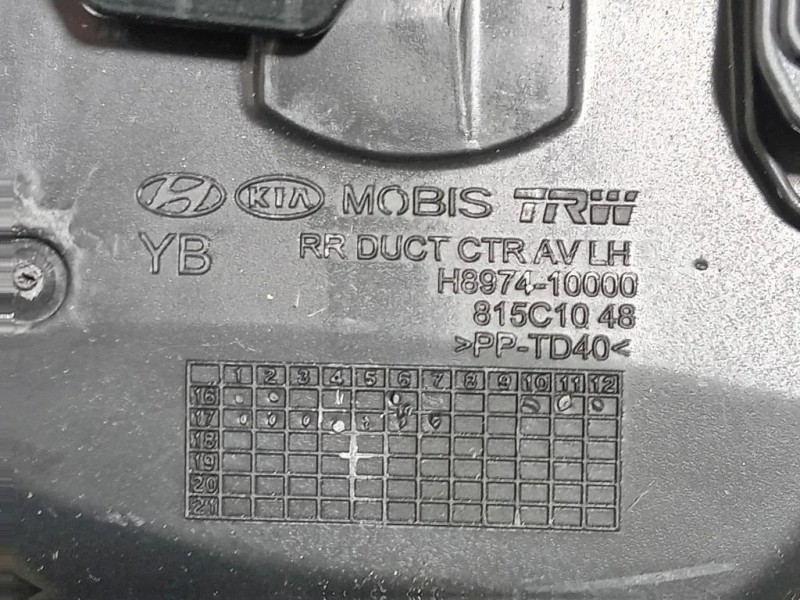 KIA MOBIS TRW
YB RR DUCT CTR AV LH
H8974-10000
815C10 48
>PP-TD40<
1 2 3 4 5 6 7 8 9 10 11 12
16
17
18
19
20
21